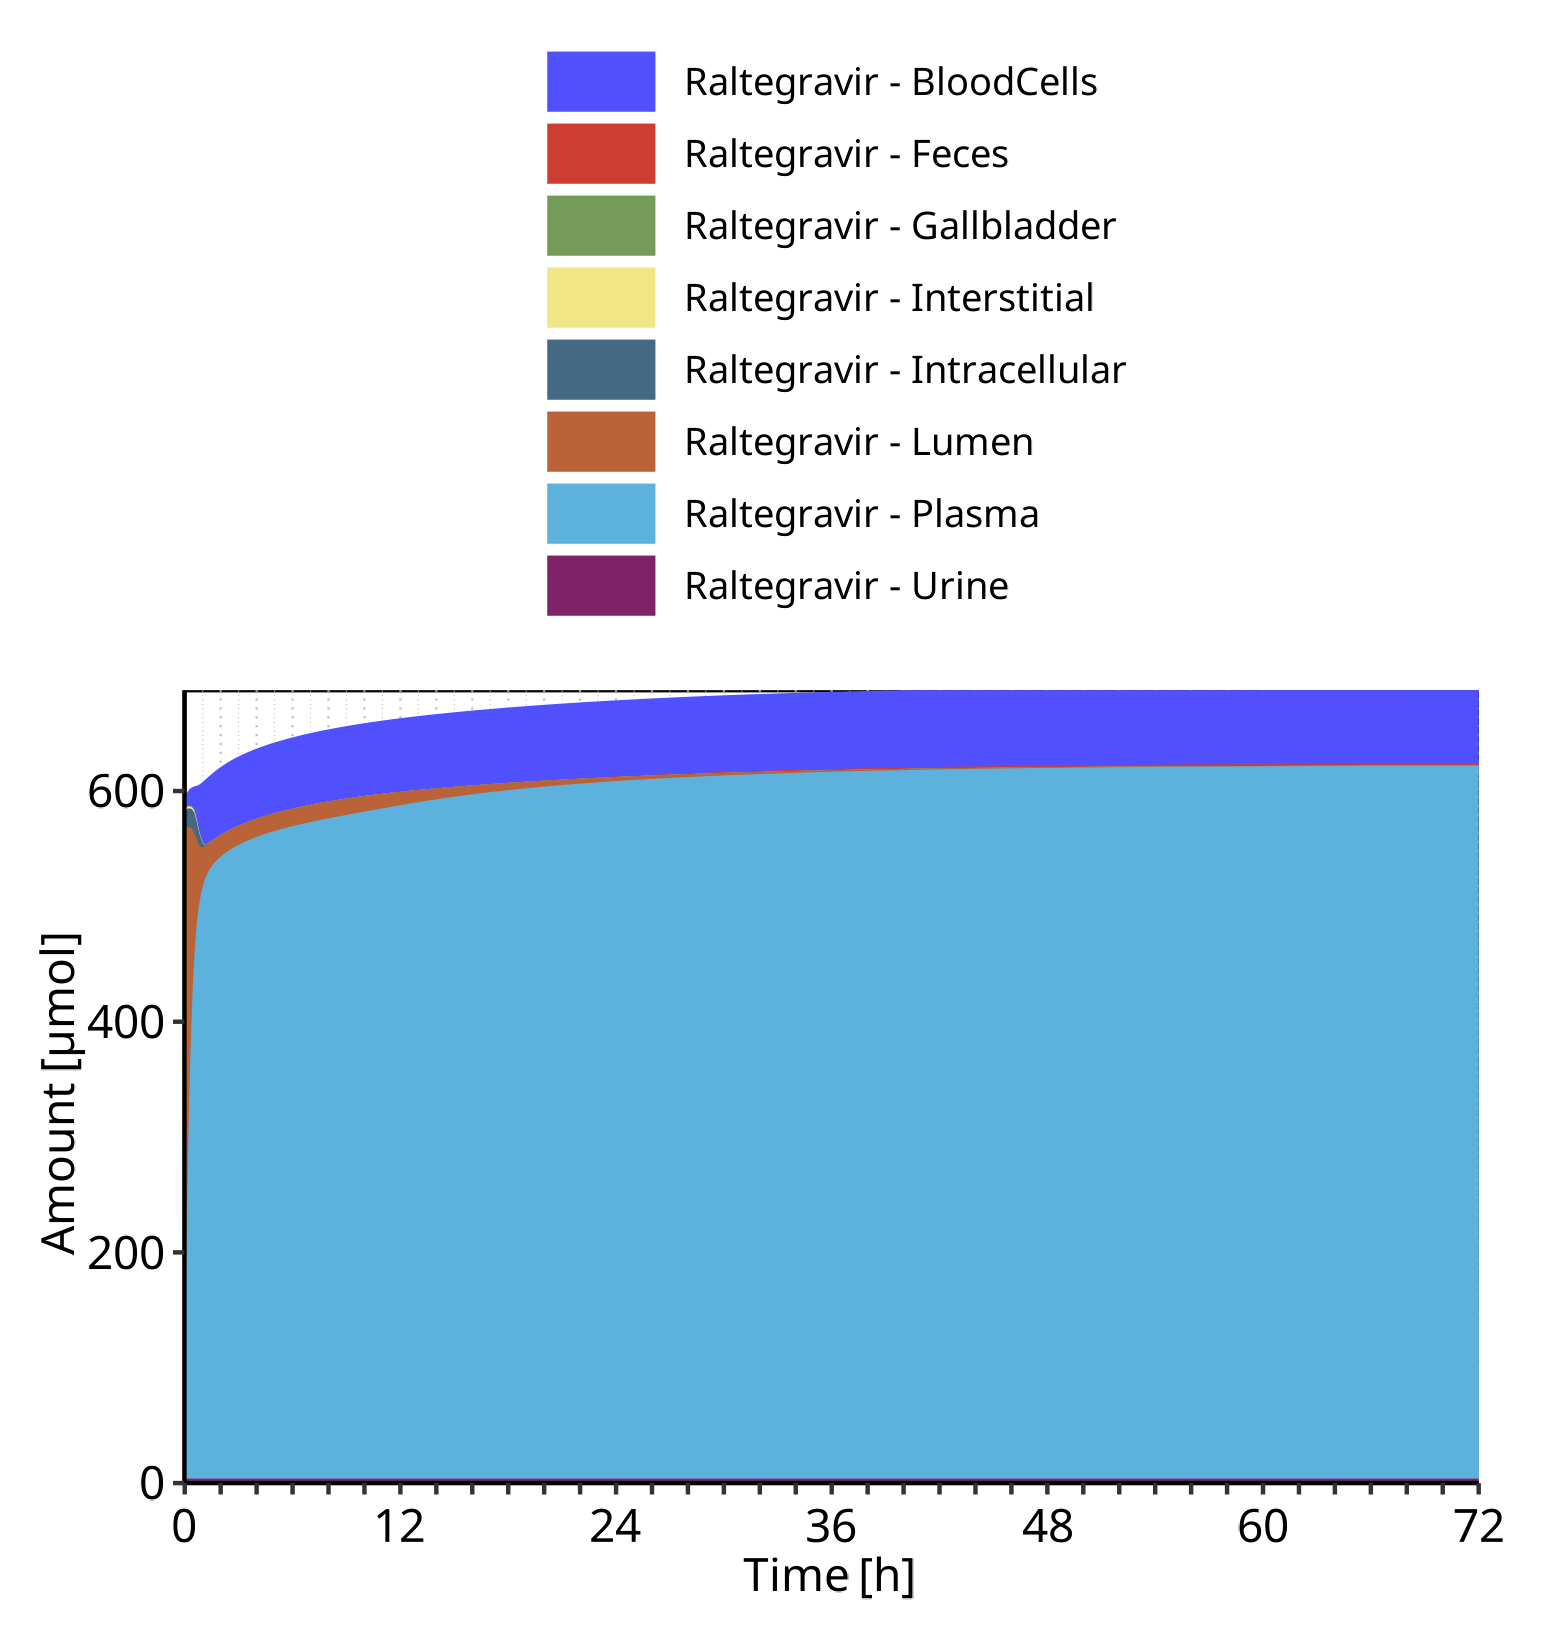 Raltegravir - BloodCells
Raltegravir - Feces
Raltegravir - Gallbladder
Raltegravir - Interstitial
Raltegravir - Intracellular
Raltegravir - Lumen
Raltegravir - Plasma
Raltegravir - Urine
Amount [µmol]
600
400
200
0
0 12 24 36 48 60 72
Time [h]